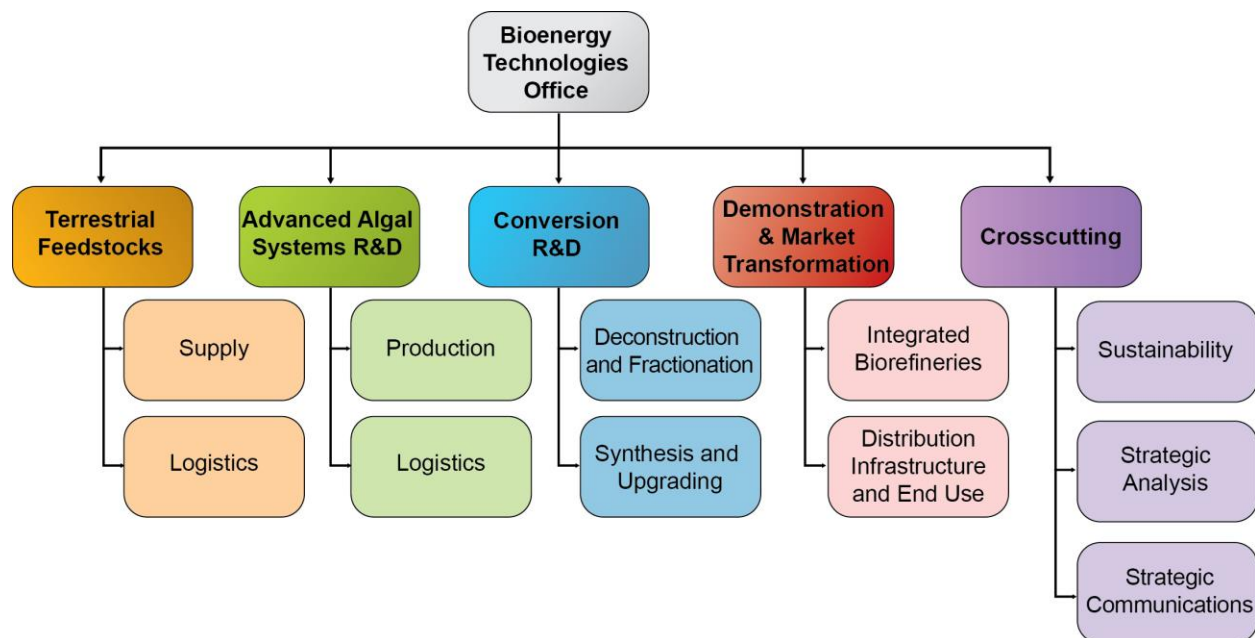 Bioenergy
Technologies
Office
Terrestrial
Feedstocks
Advanced Algal
Systems R&D
Conversion
R&D
Demonstration
& Market
Transformation
Crosscutting
Supply
Logistics
Production
Logistics
Deconstruction
and Fractionation
Synthesis and
Upgrading
Integrated
Biorefineries
Distribution
Infrastructure
and End Use
Sustainability
Strategic
Analysis
Strategic
Communications